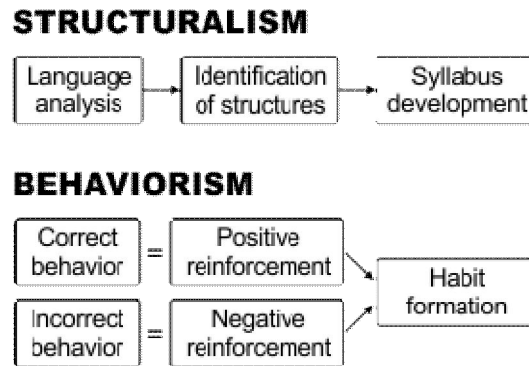 STRUCTURALISM
Language
analysis
Identification
of structures
Syllabus
development
BEHAVIORISM
Correct
behavior
=
Positive
reinforcement
Incorrect
behavior
=
Negative
reinforcement
Habit
formation